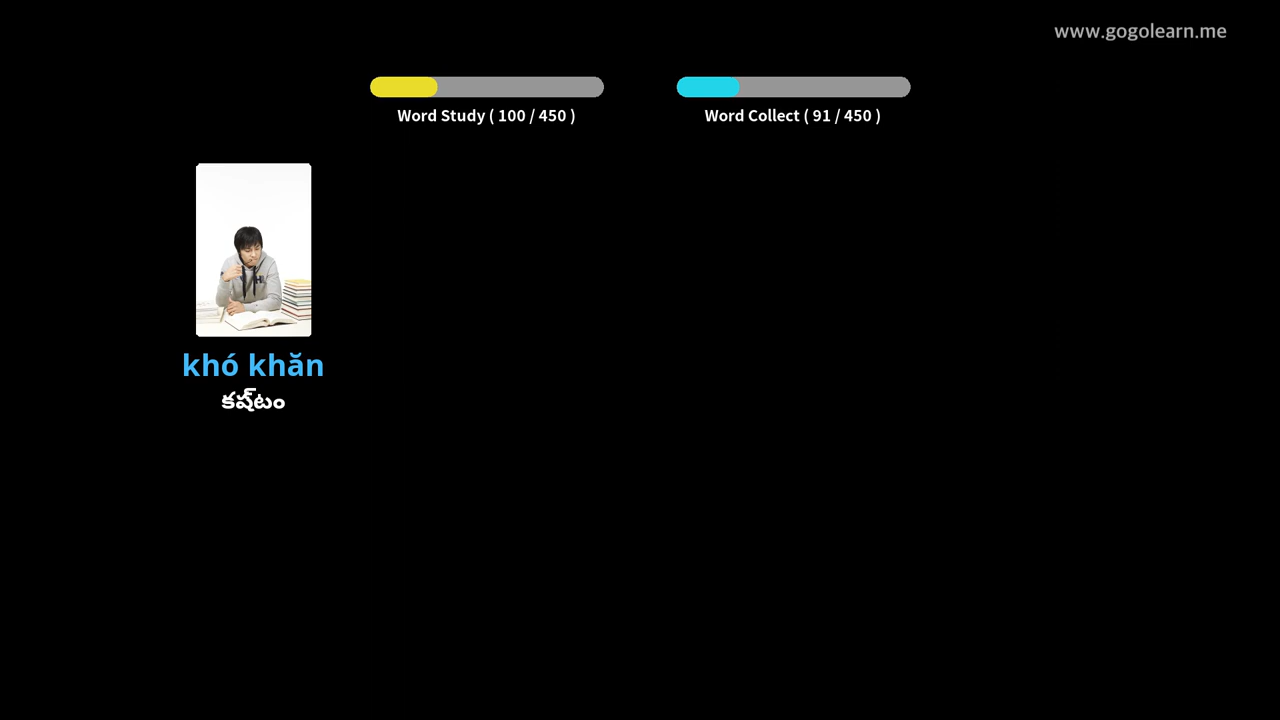 www.gogolearn.me
Word Study ( 100 / 450 )
Word Collect ( 91 / 450 )
khó khăn
కష్టం